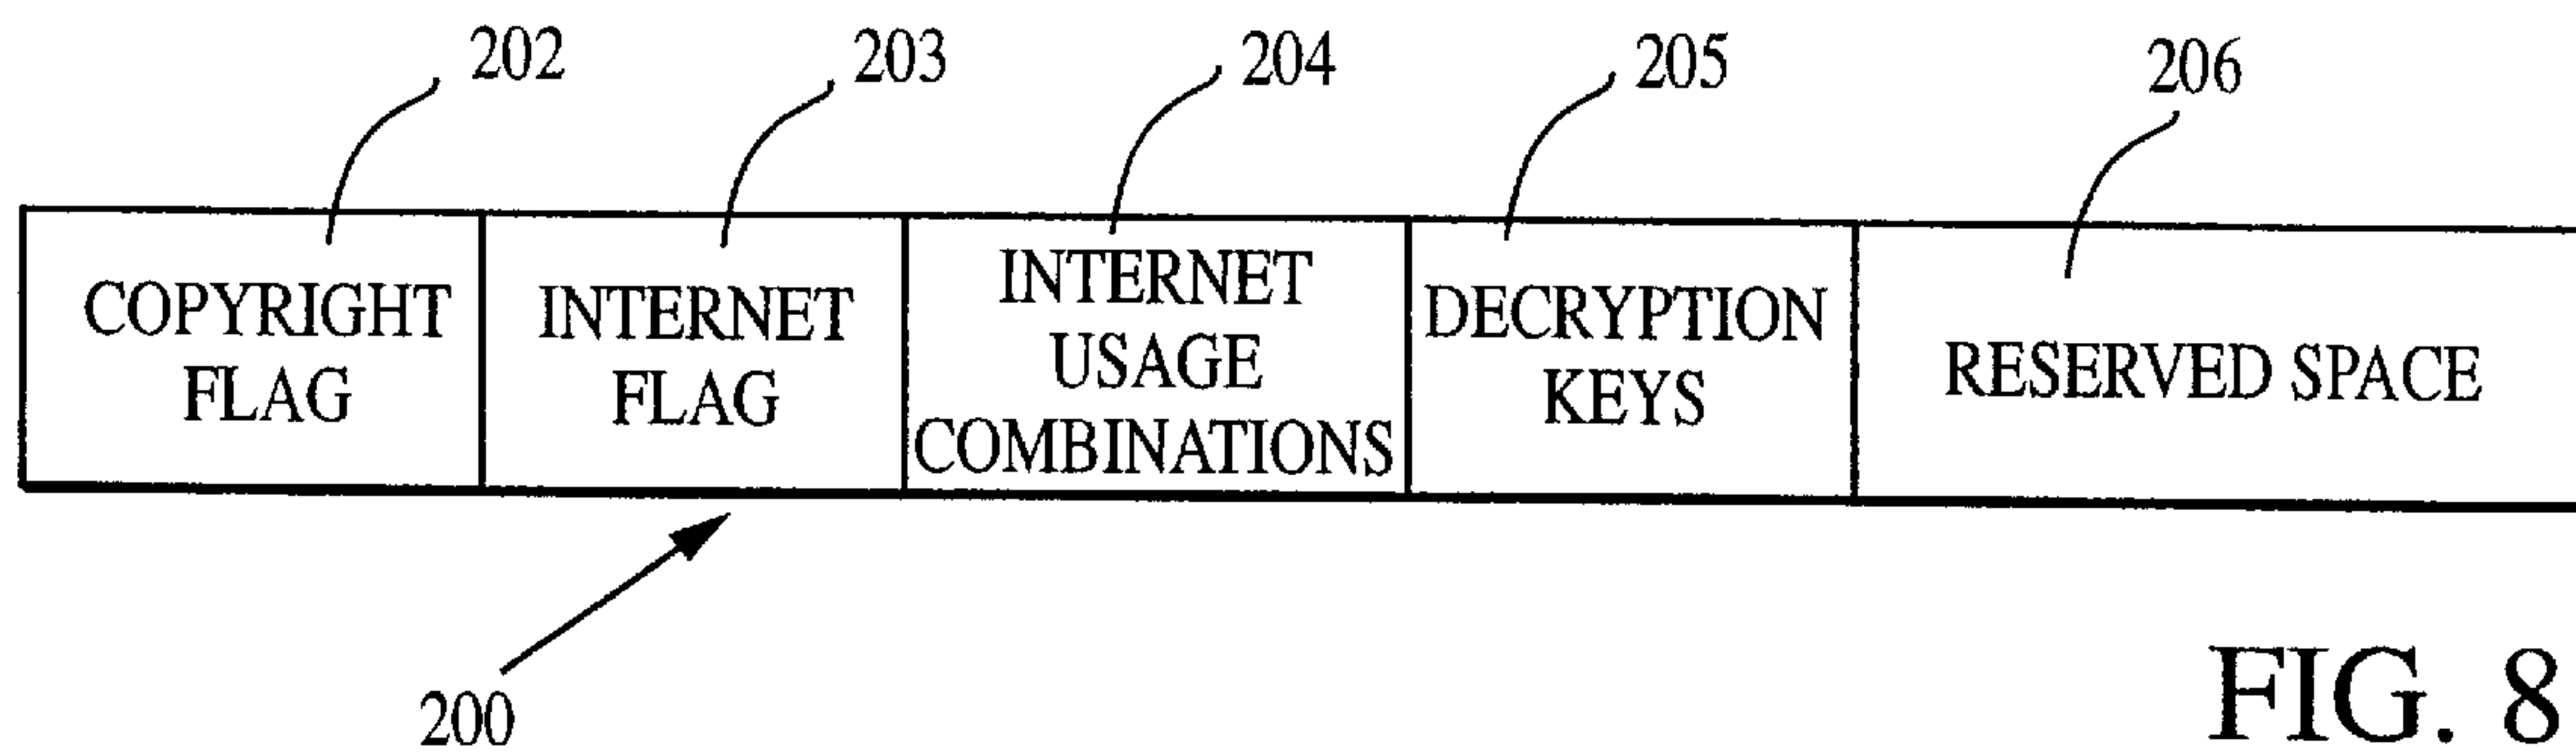 202 203 204 205 206
COPYRIGHT
FLAG
INTERNET
FLAG
INTERNET
USAGE
COMBINATIONS
DECRYPTION
KEYS
RESERVED SPACE
200
FIG. 8